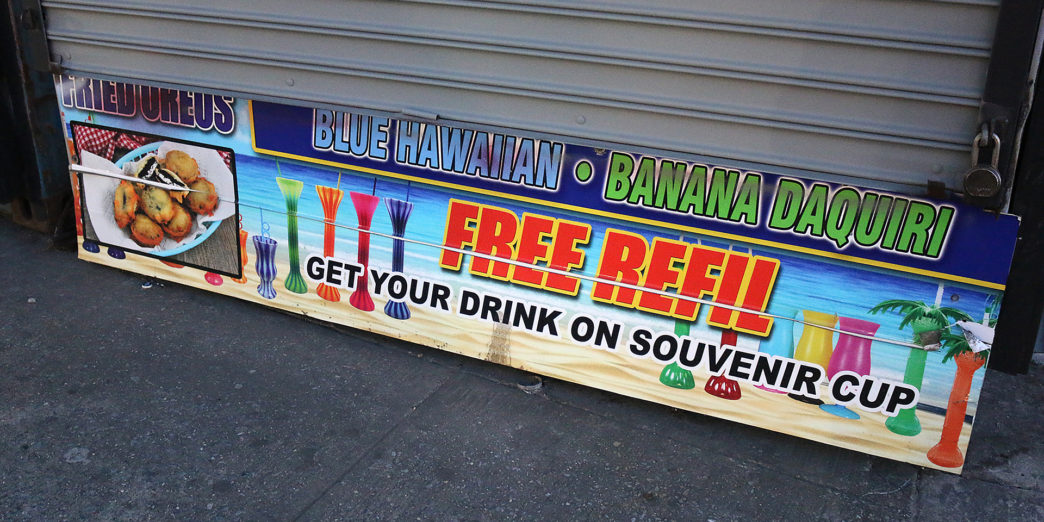 FRIED OREOS
BLUE HAWAIIAN • BANANA DAQUIRI
FREE REFIL
GET YOUR DRINK ON SOUVENIR CUP